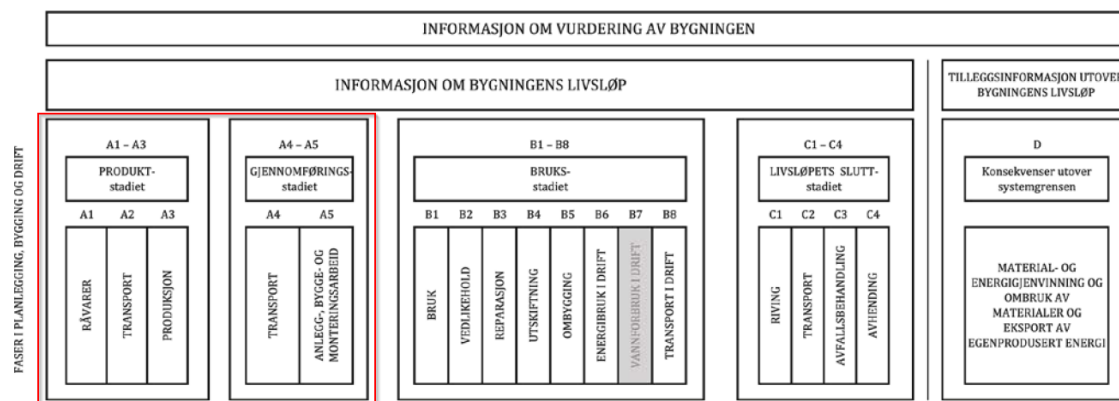 INFORMASJON OM VURDERING AV BYGNINGEN
INFORMASJON OM BYGNINGENS LIVSLØP
TILLEGGSINFORMASJON UTOVER
BYGNINGENS LIVSLØP
FASER I PLANLEGGING, BYGGING OG DRIFT
A1 – A3
PRODUKT-
stadiet
A1 A2 A3
RÅVARER
TRANSPORT
PRODUKSJON
A4 – A5
GJENNOMFØRINGS-
stadiet
A4 A5
TRANSPORT
ANLEGG-, BYGGE- OG
MONTERINGSARBEID
B1 – B8
BRUKS-
stadiet
B1 B2 B3 B4 B5 B6 B7 B8
BRUK
VEDLIKEHOLD
REPARASJON
UTSKIFTNING
OMBYGGING
ENERGIBRUK I DRIFT
VANNFORBRUK I DRIFT
TRANSPORT I DRIFT
C1 – C4
LIVSLØPETS SLUTT-
stadiet
C1 C2 C3 C4
RIVING
TRANSPORT
AVFALLSBEHANDLING
AVHENDING
D
Konsekvenser utover
systemgrensen
MATERIAL- OG
ENERGIGJENVINNING OG
OMBRUK AV
MATERIALER OG
EKSPORT AV
EGENPRODUSERT ENERGI